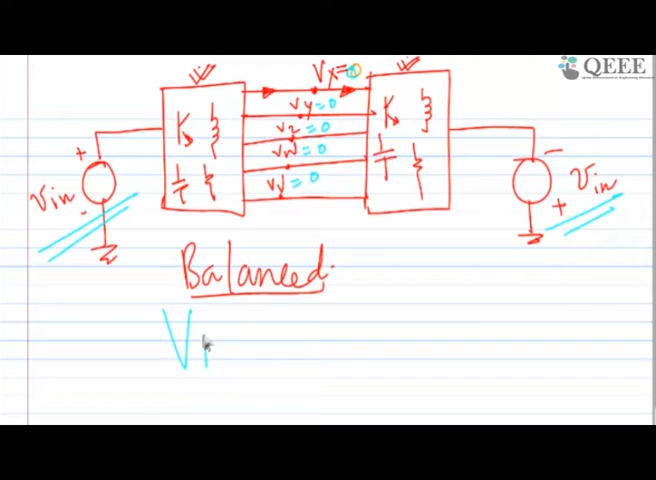 QEEE
Vx=0
Vy=0
Vz=0
Vw=0
Vv=0
K
K
+
Vin
-
-
Vin
+
Balanced.
V